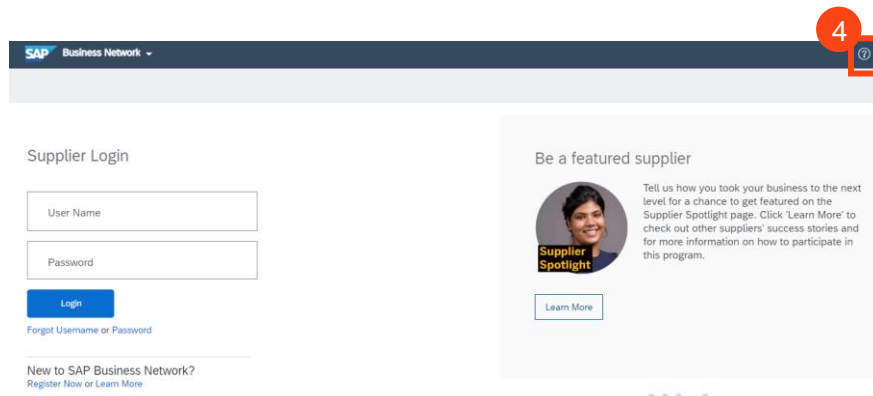 4
SAP Business Network
?
Supplier Login
User Name
Password
Login
Forgot Username or Password
New to SAP Business Network?
Register Now or Learn More
Be a featured supplier
Supplier
Spotlight
Tell us how you took your business to the next
level for a chance to get featured on the
Supplier Spotlight page. Click 'Learn More' to
check out other suppliers' success stories and
for more information on how to participate in
this program.
Learn More